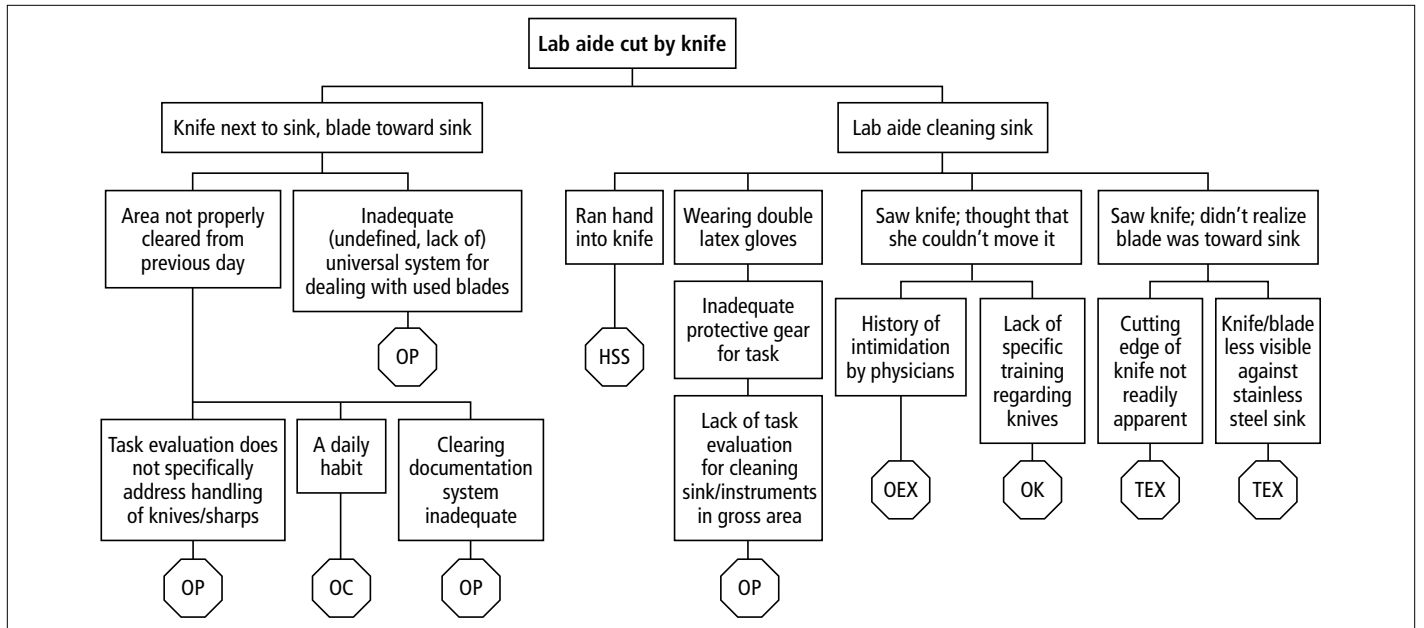 Lab aide cut by knife
Knife next to sink, blade toward sink
Lab aide cleaning sink
Area not properly
cleared from
previous day
Inadequate
(undefined, lack of)
universal system for
dealing with used blades
Ran hand
into knife
Wearing double
latex gloves
Saw knife; thought that
she couldn’t move it
Saw knife; didn’t realize
blade was toward sink
OP
HSS
Inadequate
protective gear
for task
History of
intimidation
by physicians
Lack of
specific
training
regarding
knives
Cutting
edge of
knife not
readily
apparent
Knife/blade
less visible
against
stainless
steel sink
Task evaluation does
not specifically
address handling
of knives/sharps
A daily
habit
Clearing
documentation
system
inadequate
Lack of task
evaluation
for cleaning
sink/instruments
in gross area
OEX
OK
TEX
TEX
OP
OC
OP
OP